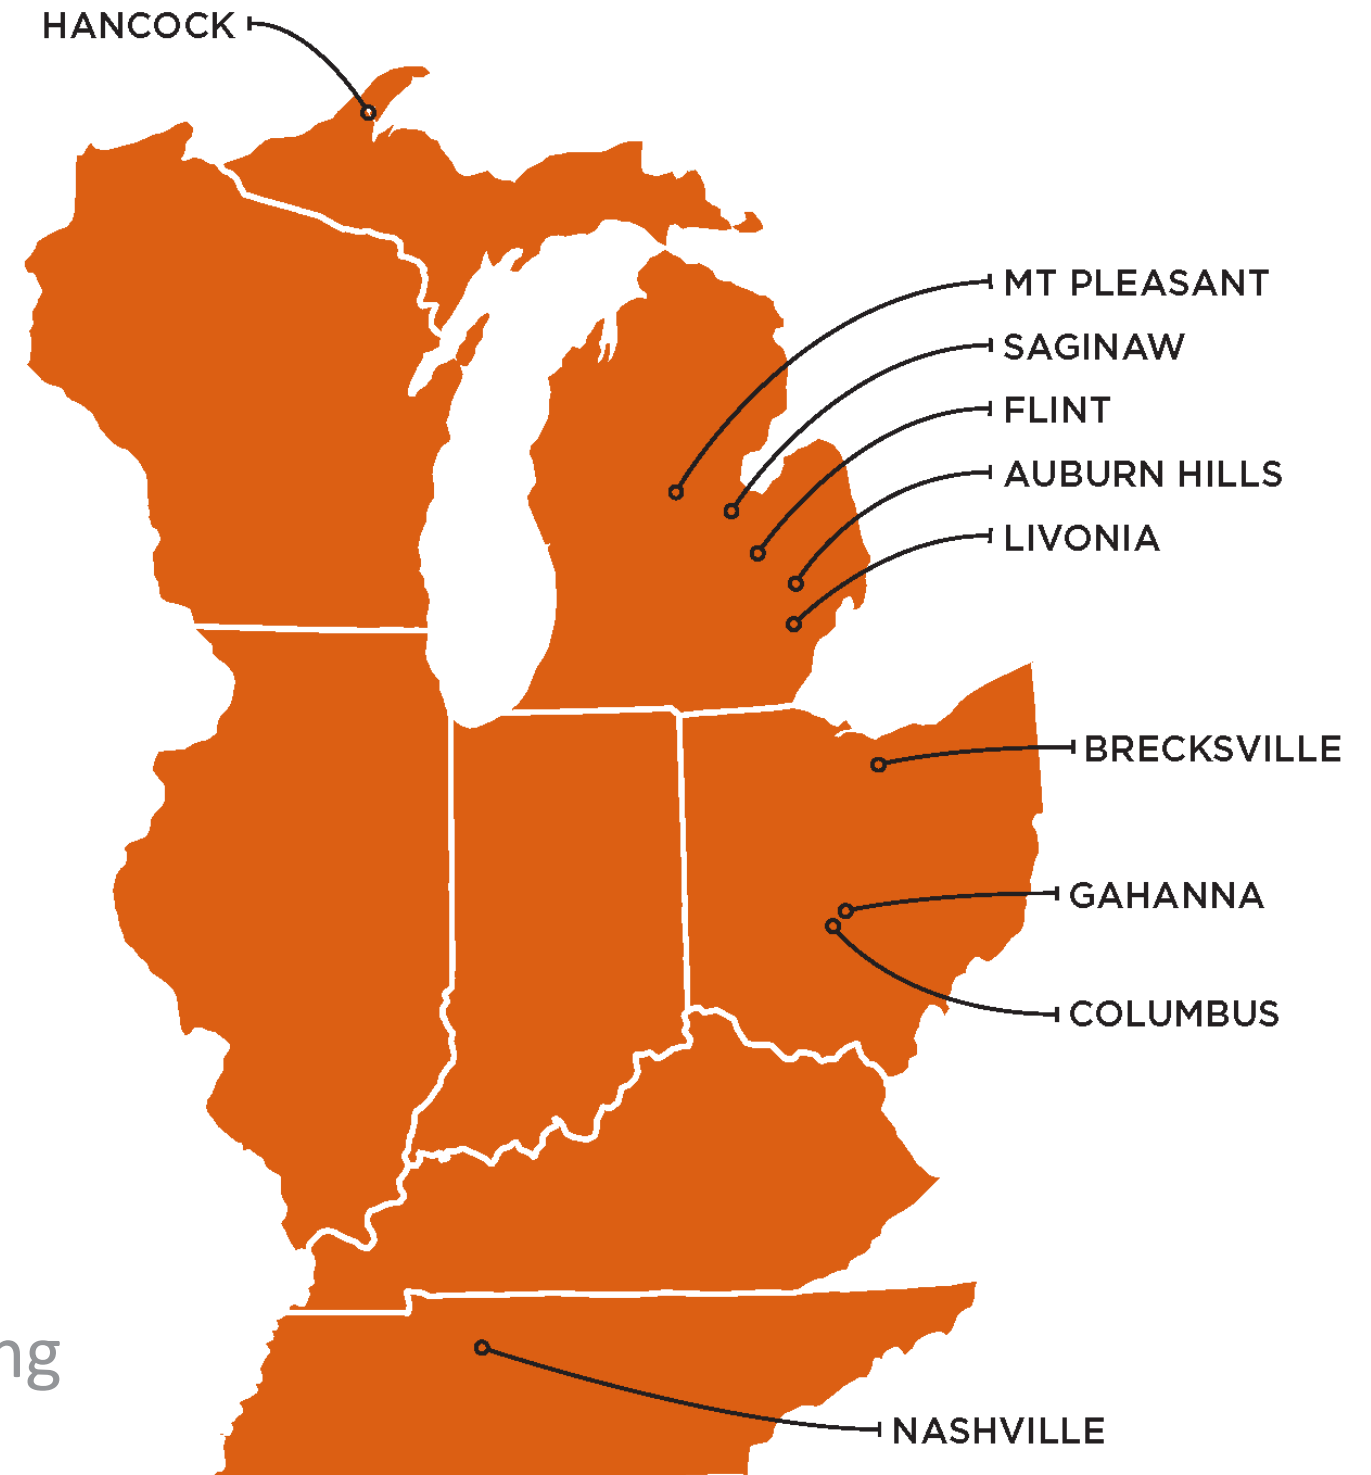 HANCOCK
MT PLEASANT
SAGINAW
FLINT
AUBURN HILLS
LIVONIA
BRECKSVILLE
GAHANNA
COLUMBUS
ng
NASHVILLE